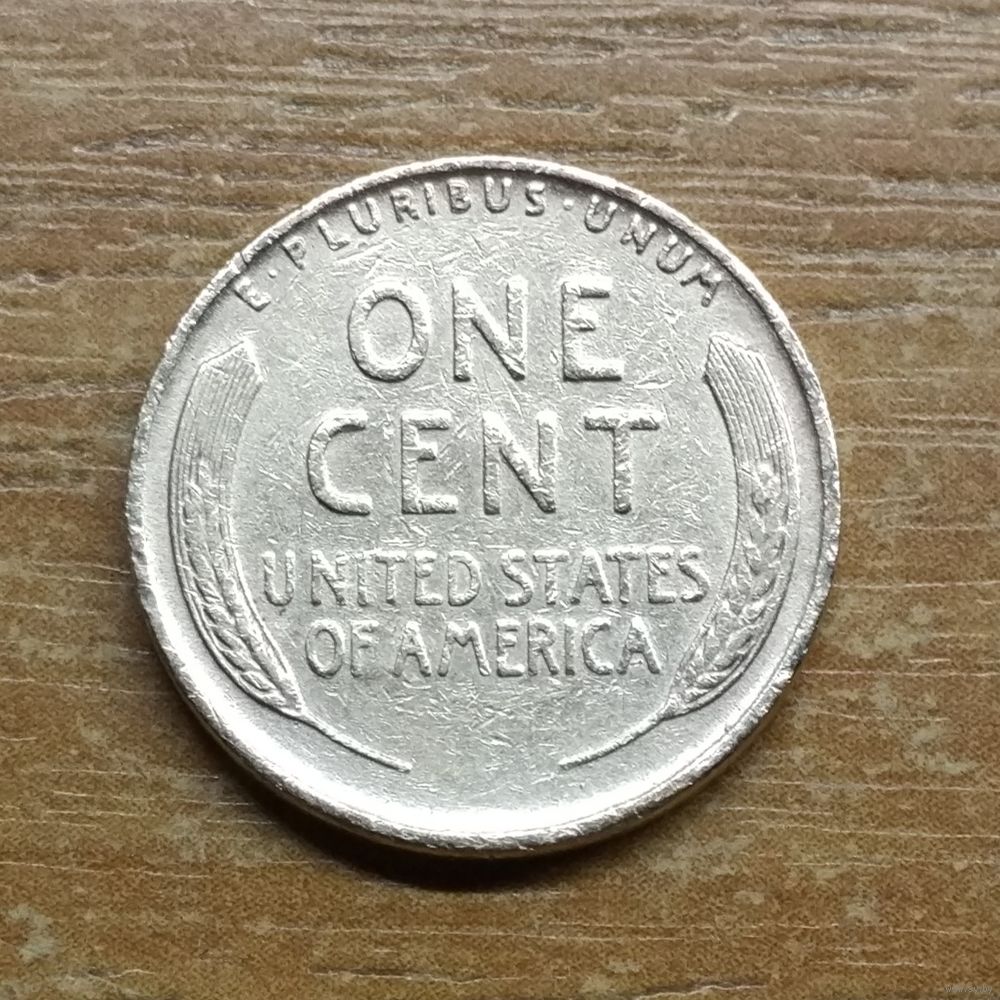 E·PLURIBUS·UNUM
ONE
CENT
UNITED STATES
OF AMERICA